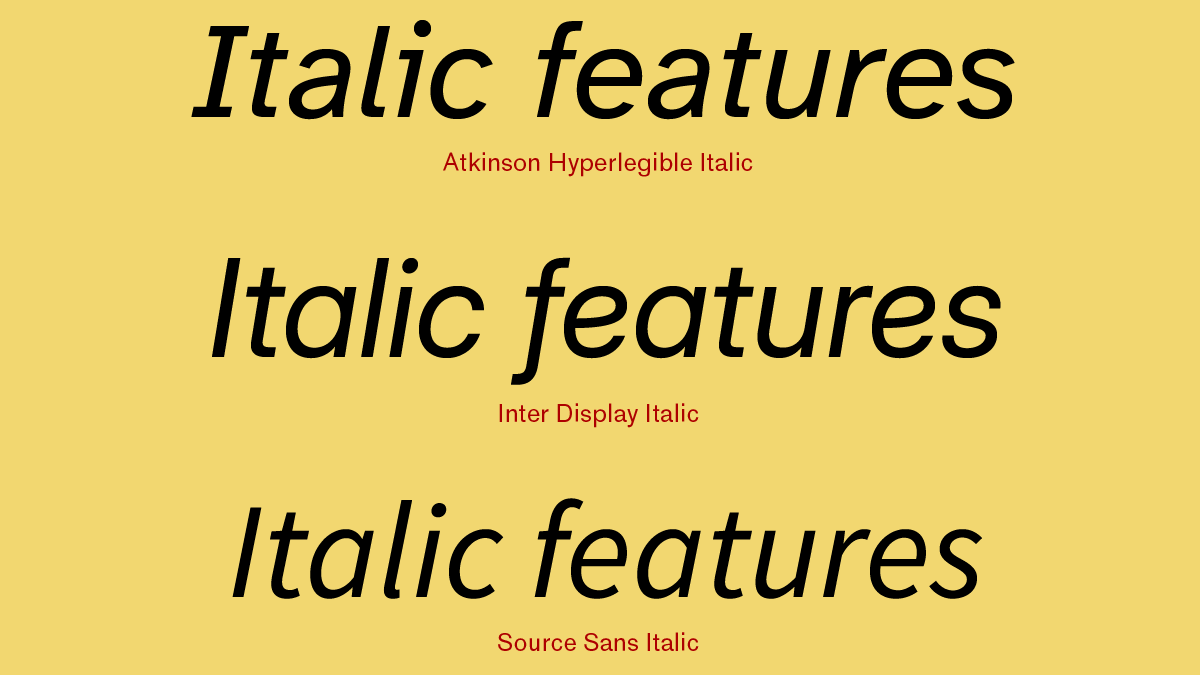 Italic features
Atkinson Hyperlegible Italic
Italic features
Inter Display Italic
Italic features
Source Sans Italic